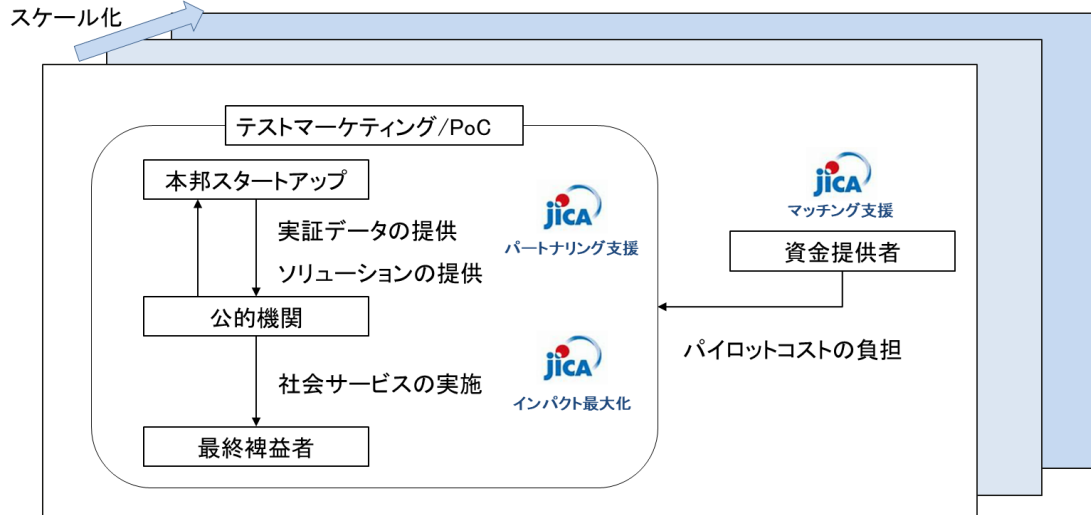 スケール化
テストマーケティング/PoC
本邦スタートアップ
実証データの提供
ソリューションの提供
公的機関
社会サービスの実施
最終裨益者
jICA
パートナリング支援
jICA
インパクト最大化
jICA
マッチング支援
資金提供者
パイロットコストの負担